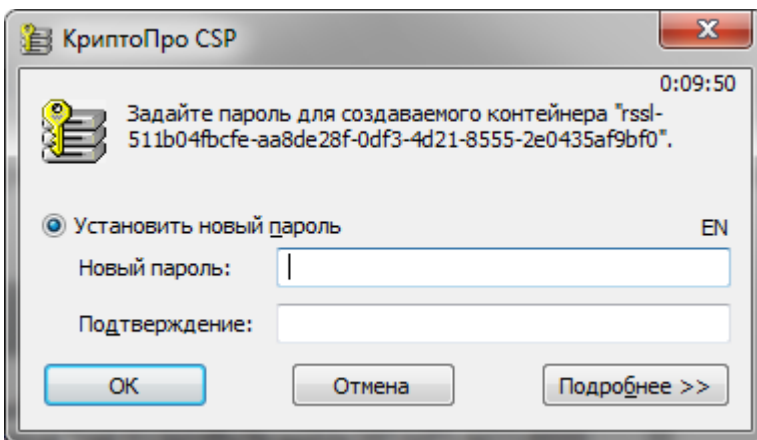 КриптоПро CSP
0:09:50
Задайте пароль для создаваемого контейнера "rssl-
511b04fbcfe-aa8de28f-0df3-4d21-8555-2e0435af9bf0".
Установить новый пароль EN
Новый пароль:
Подтверждение:
ОК Отмена Подробнее >>